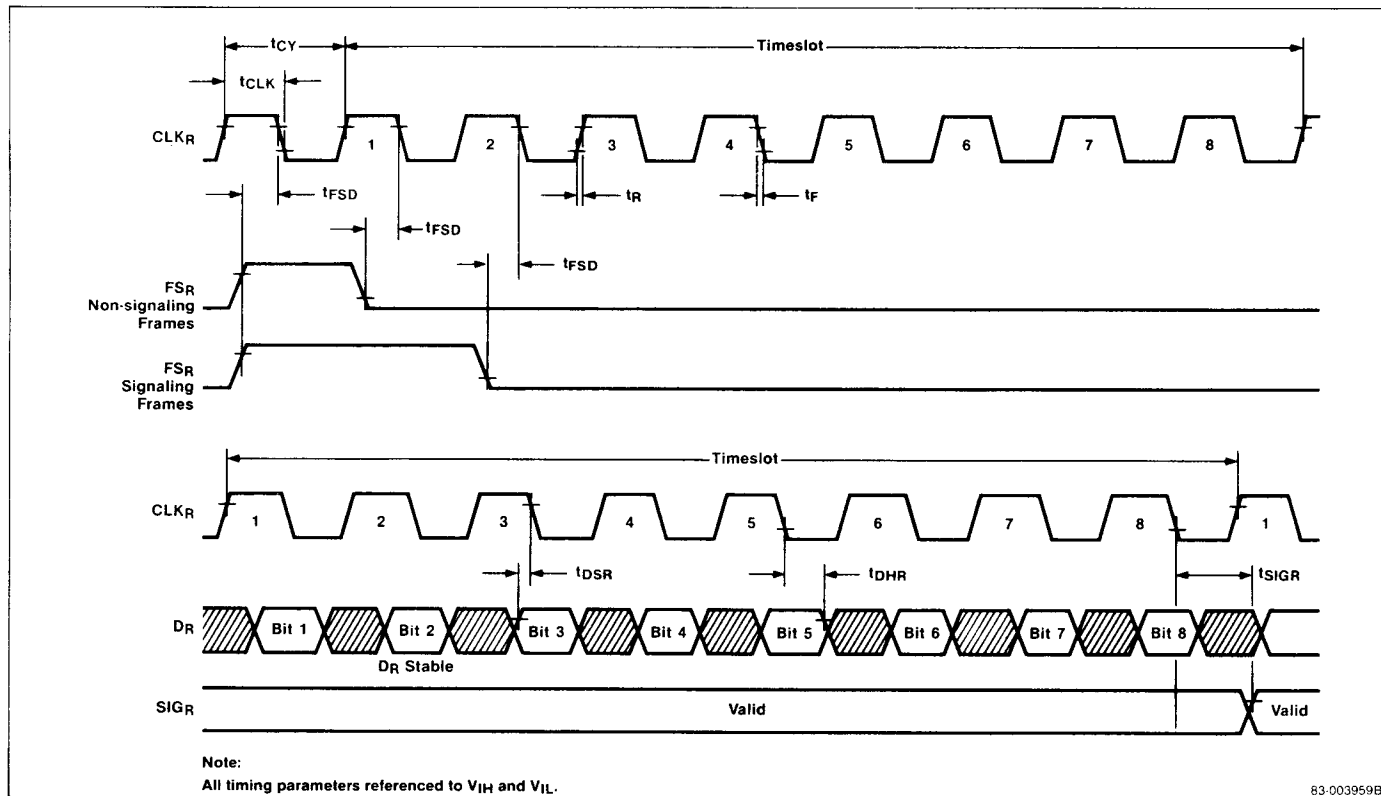 tCY
Timeslot
tCLK
CLKR
1 2 3 4 5 6 7 8
tFSD
tR
tF
tFSD
tFSD
FSR
Non-signaling
Frames
FSR
Signaling
Frames
Timeslot
CLKR
1 2 3 4 5 6 7 8 1
tDSR
tDHR
tSIGR
DR
Bit 1 Bit 2 Bit 3 Bit 4 Bit 5 Bit 6 Bit 7 Bit 8
DR Stable
SIGR
Valid
Valid
Note:
All timing parameters referenced to VIH and VIL.
83-003959B